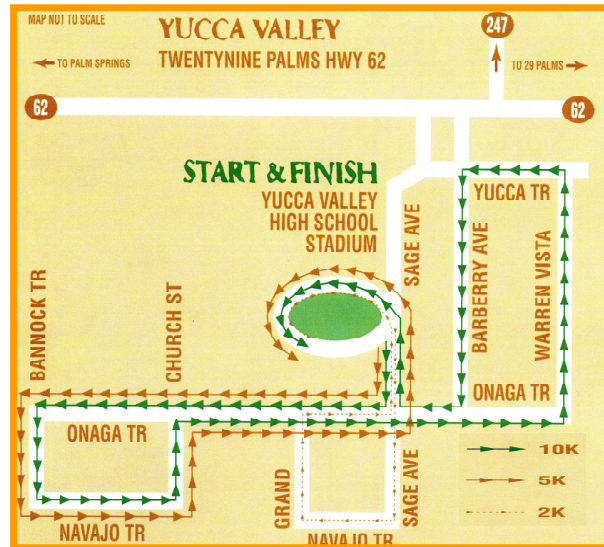 MAP NOT TO SCALE
YUCCA VALLEY
TWENTYNINE PALMS HWY 62
247
TO PALM SPRINGS
TO 29 PALMS
62
62
START & FINISH
YUCCA VALLEY
HIGH SCHOOL
STADIUM
SAGE AVE
YUCCA TR
BARBERRY AVE
WARREN VISTA
BANNOCK TR
CHURCH ST
ONAGA TR
ONAGA TR
GRAND
SAGE AVE
NAVAJO TR
NAVAJO TR
10K
5K
2K